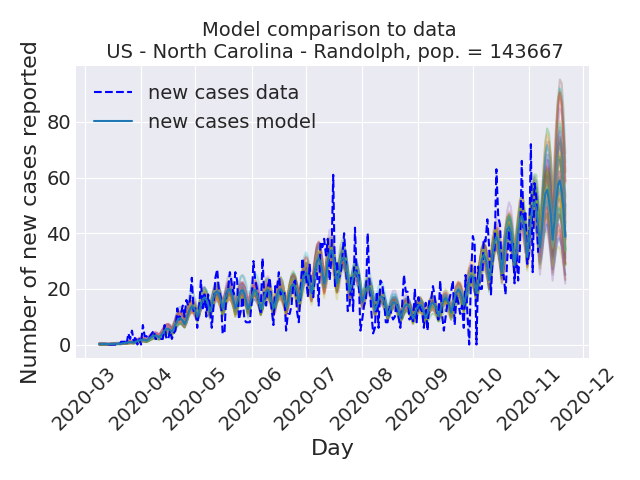 Model comparison to data
US - North Carolina - Randolph, pop. = 143667
Number of new cases reported
80
60
40
20
0
new cases data
new cases model
2020-03
2020-04
2020-05
2020-06
2020-07
2020-08
2020-09
2020-10
2020-11
2020-12
Day